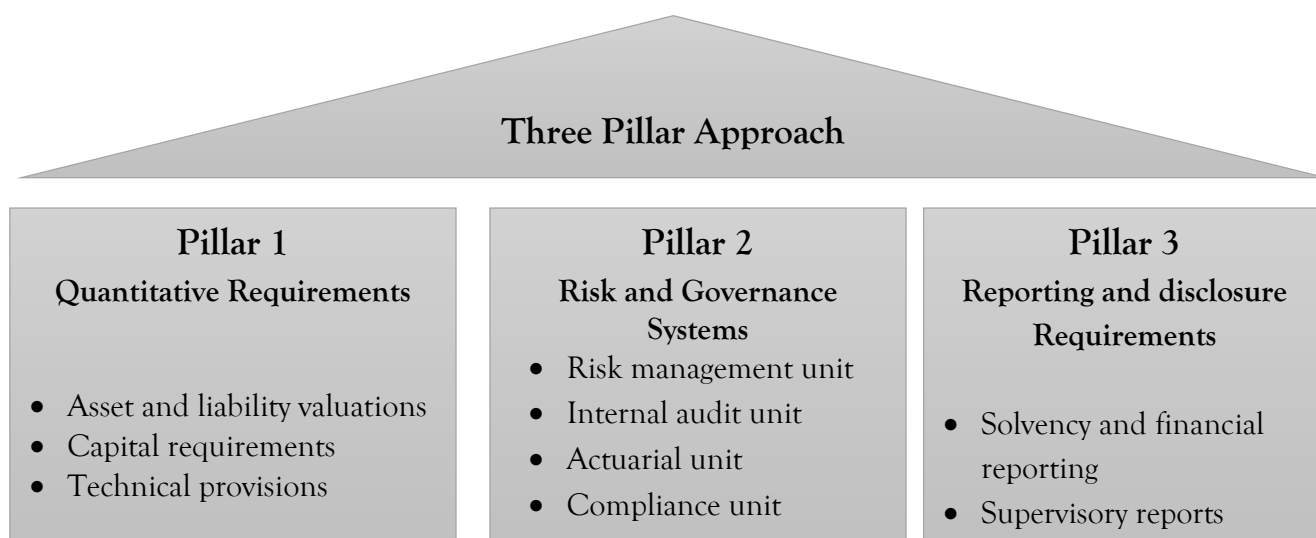 Three Pillar Approach
Pillar 1
Quantitative Requirements
• Asset and liability valuations
• Capital requirements
• Technical provisions
Pillar 2
Risk and Governance
Systems
• Risk management unit
• Internal audit unit
• Actuarial unit
• Compliance unit
Pillar 3
Reporting and disclosure
Requirements
• Solvency and financial
reporting
• Supervisory reports